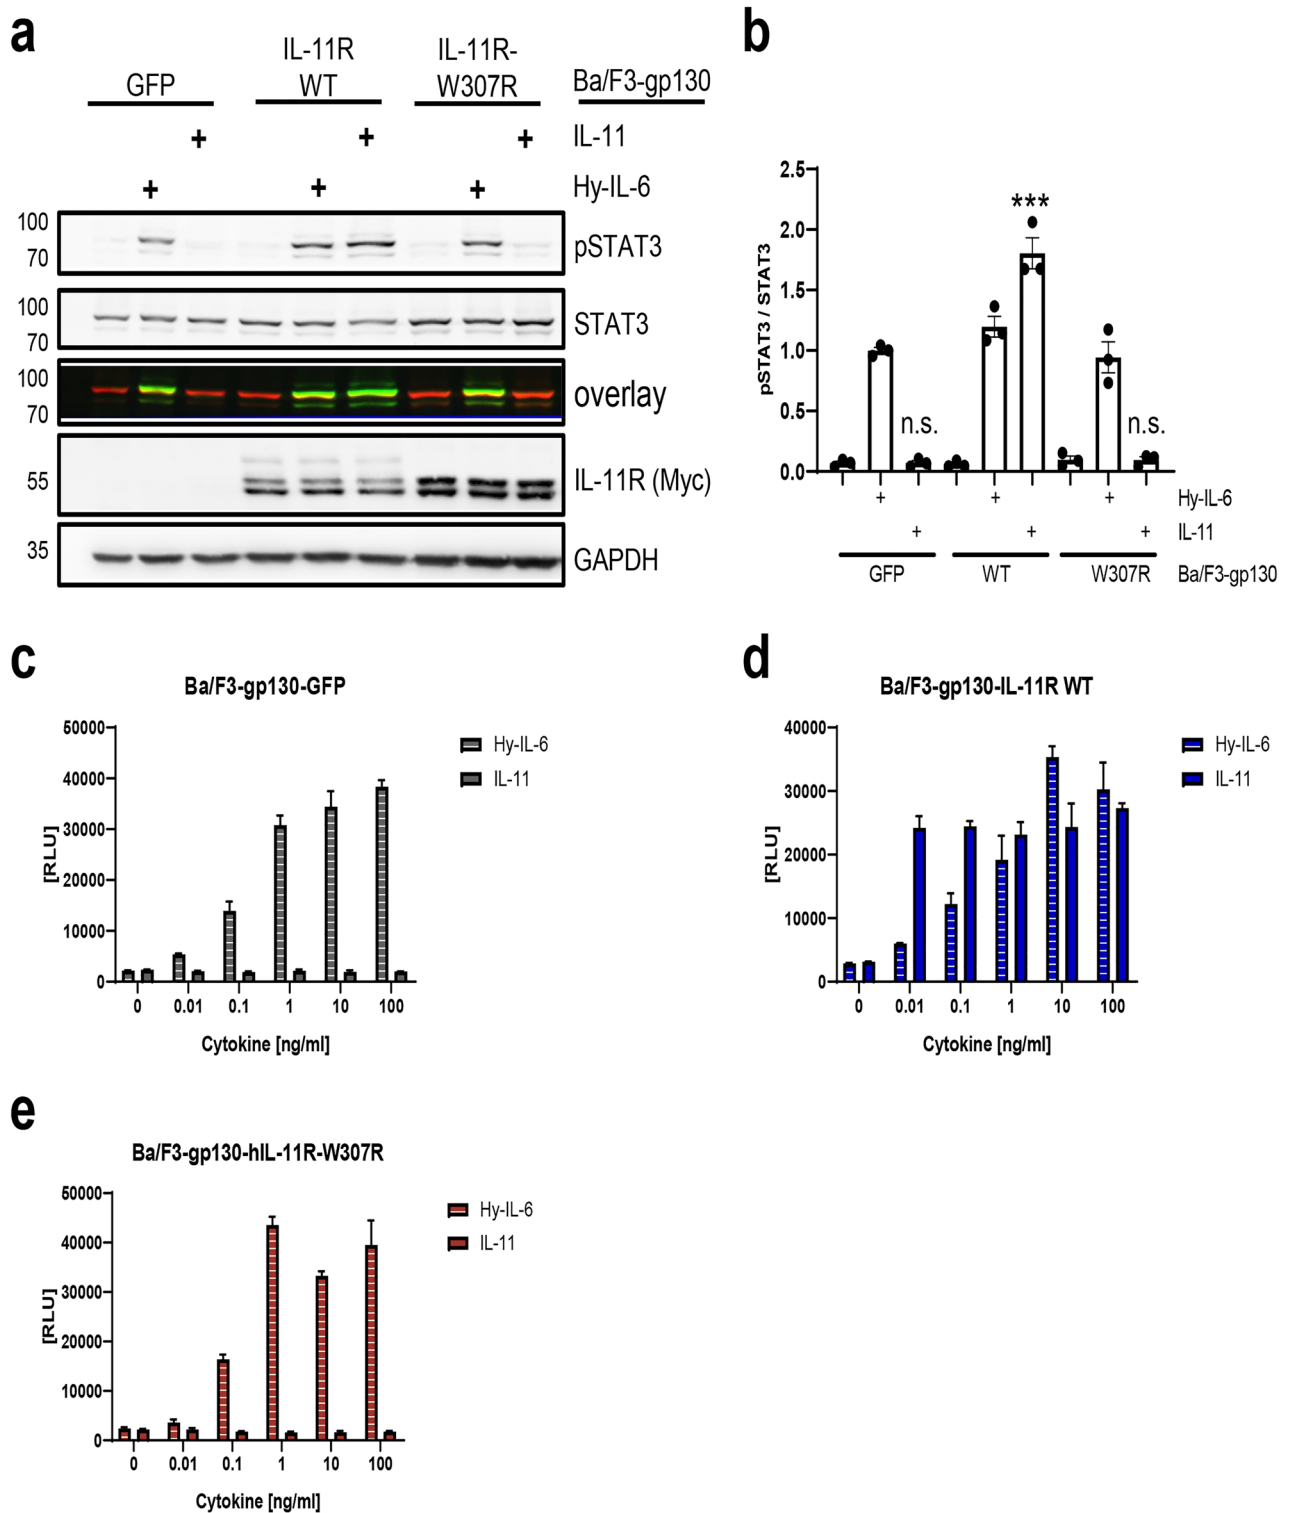 a
IL-11R
IL-11R-
GFP
WT
W307R
Ba/F3-gp130
+
+
+
IL-11
+
+
+
Hy-IL-6
100
70
pSTAT3
100
70
STAT3
100
70
overlay
55
IL-11R (Myc)
35
GAPDH
b
2.5
2.0
1.5
1.0
0.5
0.0
pSTAT3 / STAT3
***
n.s.
n.s.
+
+
+
Hy-IL-6
+
+
+
IL-11
GFP
WT
W307R
Ba/F3-gp130
c
Ba/F3-gp130-GFP
50000
40000
30000
20000
10000
0
[RLU]
Hy-IL-6
IL-11
0 0.01 0.1 1 10 100
Cytokine [ng/ml]
d
Ba/F3-gp130-IL-11R WT
40000
30000
20000
10000
0
[RLU]
Hy-IL-6
IL-11
0 0.01 0.1 1 10 100
Cytokine [ng/ml]
e
Ba/F3-gp130-hIL-11R-W307R
50000
40000
30000
20000
10000
0
[RLU]
Hy-IL-6
IL-11
0 0.01 0.1 1 10 100
Cytokine [ng/ml]